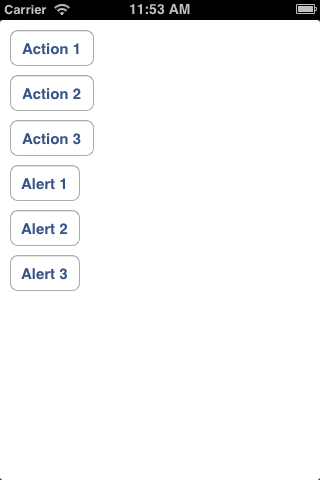 Carrier 11:53 AM
Action 1
Action 2
Action 3
Alert 1
Alert 2
Alert 3